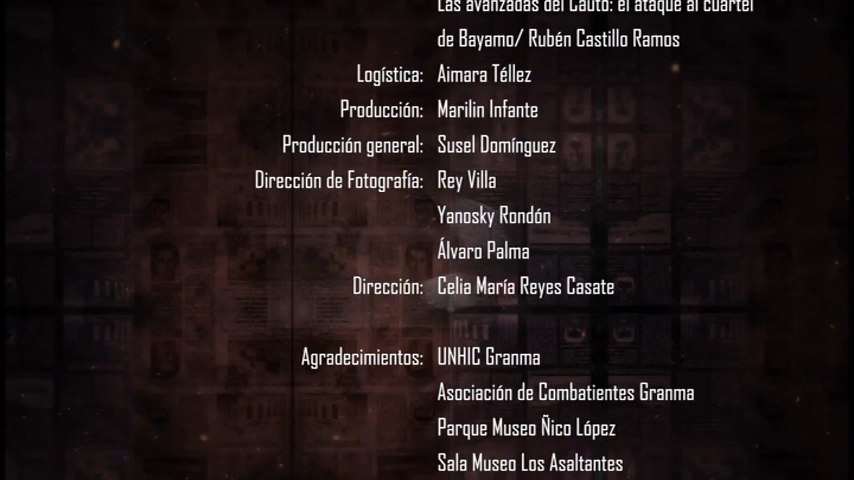 Las avanzadas del Cauto: el ataque al cuartel
de Bayamo/ Rubén Castillo Ramos
Logística: Aimara Téllez
Producción: Marilin Infante
Producción general: Susel Domínguez
Dirección de Fotografía: Rey Villa
Yanosky Rondón
Álvaro Palma
Dirección: Celia María Reyes Casate
Agradecimientos: UNHIC Granma
Asociación de Combatientes Granma
Parque Museo Ñico López
Sala Museo Los Asaltantes